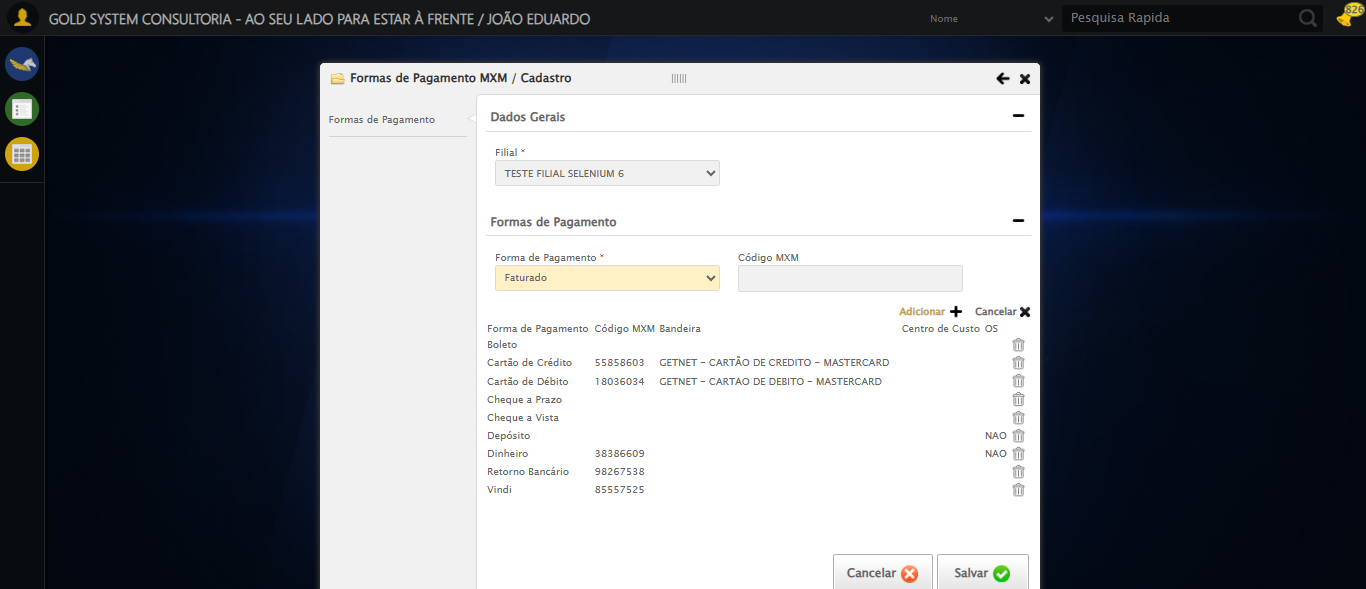 GOLD SYSTEM CONSULTORIA - AO SEU LADO PARA ESTAR À FRENTE / JOÃO EDUARDO
Nome
Pesquisa Rapida
826
Formas de Pagamento MXM / Cadastro
Formas de Pagamento
Dados Gerais
Filial *
TESTE FILIAL SELENIUM 6
Formas de Pagamento
Forma de Pagamento * Código MXM
Faturado
Adicionar Cancelar
Forma de Pagamento Código MXM Bandeira Centro de Custo OS
Boleto
Cartão de Crédito 55858603 GETNET - CARTÃO DE CREDITO - MASTERCARD
Cartão de Débito 18036034 GETNET - CARTAO DE DEBITO - MASTERCARD
Cheque a Prazo
Cheque a Vista
Depósito NAO
Dinheiro 38386609 NAO
Retorno Bancário 98267538
Vindi 85557525
Cancelar Salvar